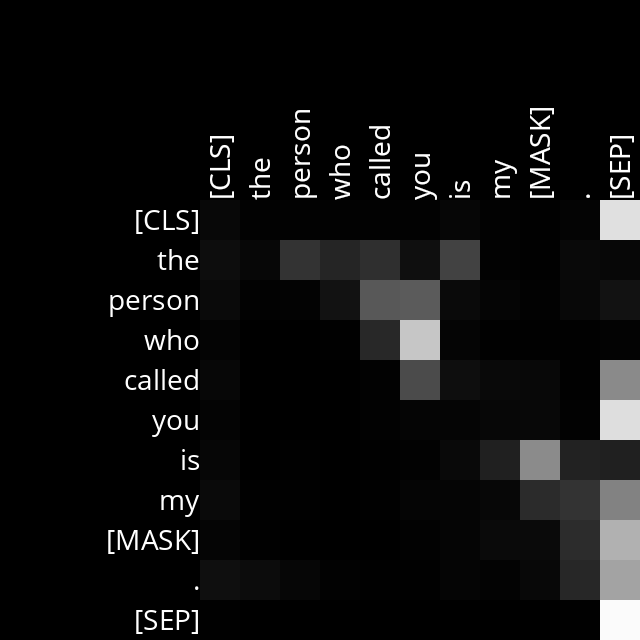 [CLS] the person who called you is my [MASK] . [SEP]
[CLS]
the
person
who
called
you
is
my
[MASK]
.
[SEP]